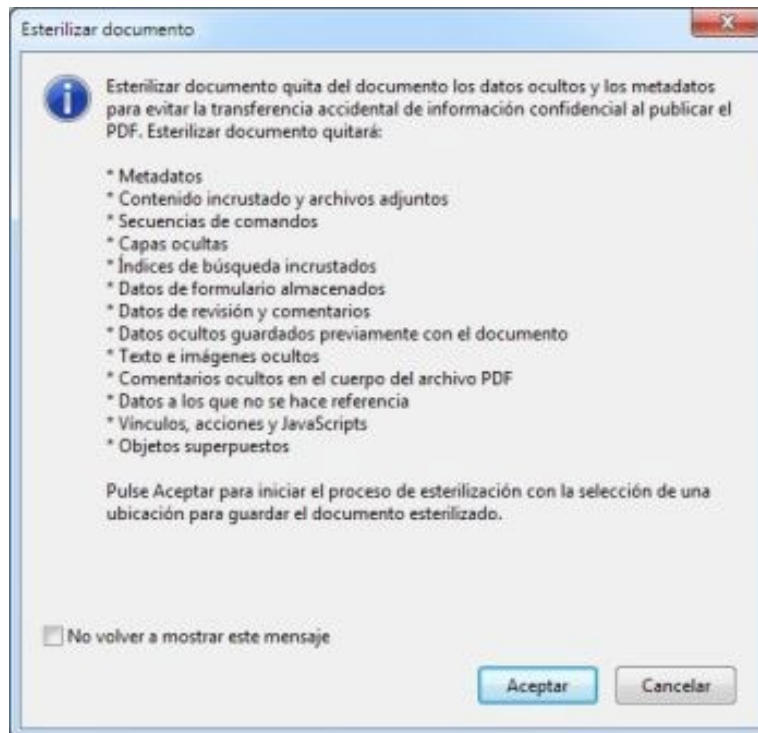 Esterilizar documento
Esterilizar documento quita del documento los datos ocultos y los metadatos
para evitar la transferencia accidental de información confidencial al publicar el
PDF. Esterilizar documento quitará:
* Metadatos
* Contenido incrustado y archivos adjuntos
* Secuencias de comandos
* Capas ocultas
* Índices de búsqueda incrustados
* Datos de formulario almacenados
* Datos de revisión y comentarios
* Datos ocultos guardados previamente con el documento
* Texto e imágenes ocultos
* Comentarios ocultos en el cuerpo del archivo PDF
* Datos a los que no se hace referencia
* Vínculos, acciones y JavaScripts
* Objetos superpuestos
Pulse Aceptar para iniciar el proceso de esterilización con la selección de una
ubicación para guardar el documento esterilizado.
No volver a mostrar este mensaje
Aceptar Cancelar